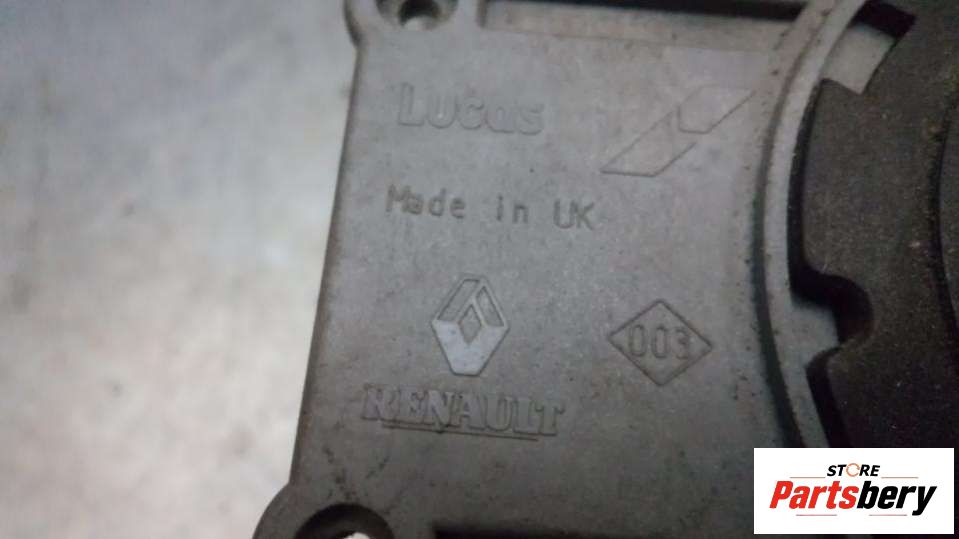 Lucas
Made in UK
003
RENAULT
STORE
Partsbery